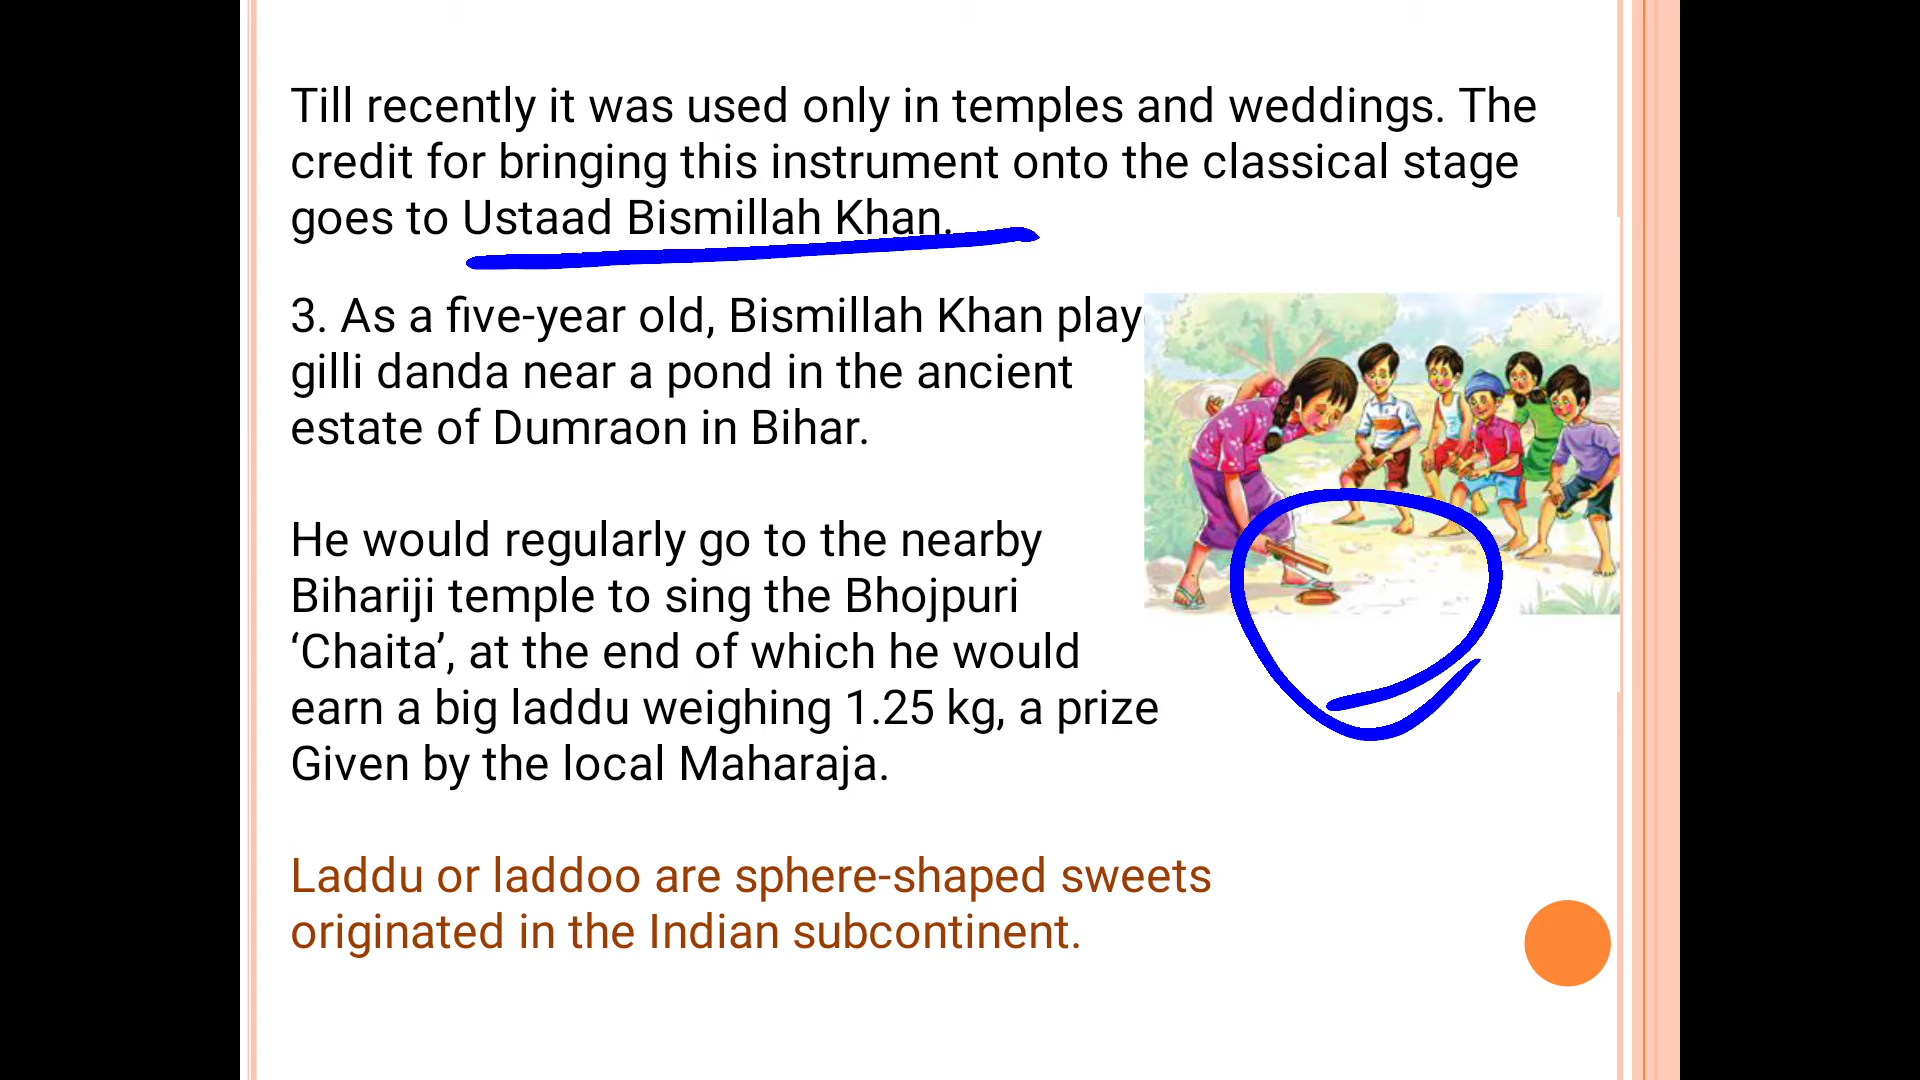 Till recently it was used only in temples and weddings. The
credit for bringing this instrument onto the classical stage
goes to Ustaad Bismillah Khan.
3. As a five-year old, Bismillah Khan play
gilli danda near a pond in the ancient
estate of Dumraon in Bihar.
He would regularly go to the nearby
Bihariji temple to sing the Bhojpuri
‘Chaita’, at the end of which he would
earn a big laddu weighing 1.25 kg, a prize
Given by the local Maharaja.
Laddu or laddoo are sphere-shaped sweets
originated in the Indian subcontinent.